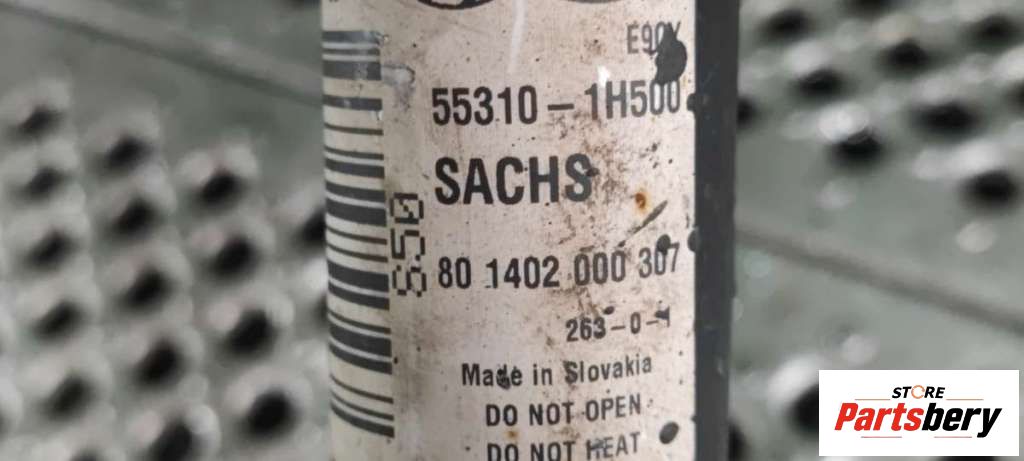 55310-1H500
SACHS
S50
80 1402 000 307
263-0-1
Made in Slovakia
DO NOT OPEN
DO NOT HEAT
STORE
Partsbery